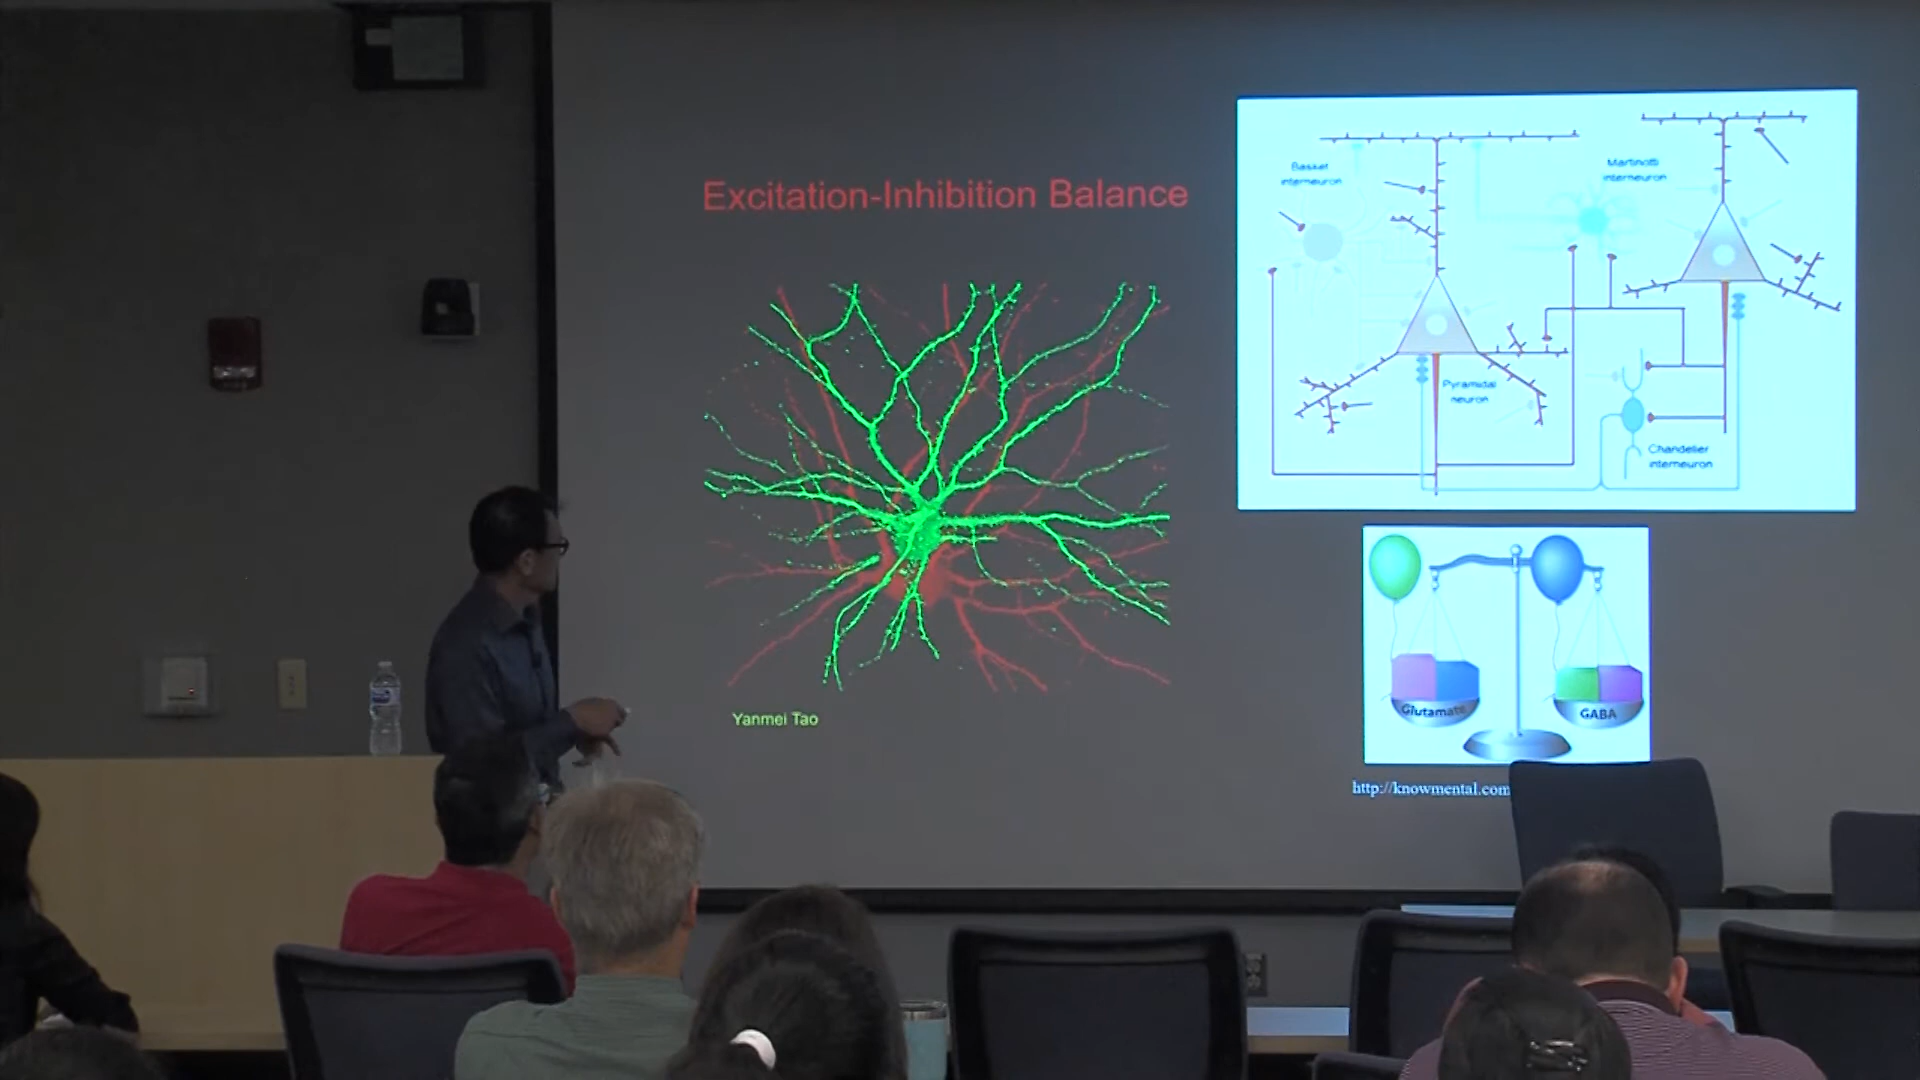 Excitation-Inhibition Balance
Basket
interneuron
Martinotti
interneuron
Pyramidal
neuron
Chandelier
interneuron
Glutamate
GABA
Yanmei Tao
http://knowmental.com